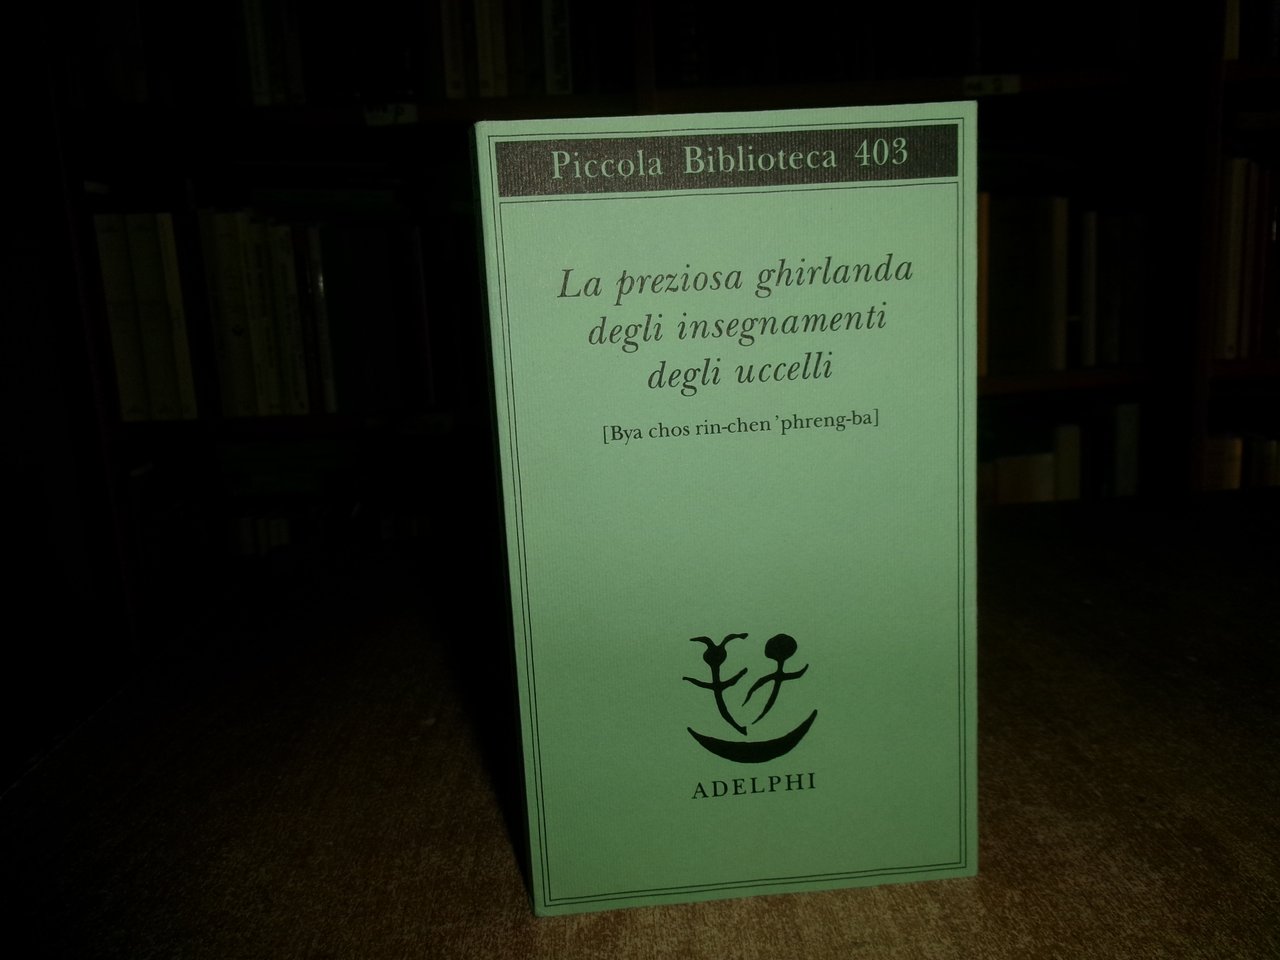 Piccola Biblioteca 403
La preziosa ghirlanda
degli insegnamenti
degli uccelli
[Bya chos rin-chen ’phreng-ba]
ADELPHI